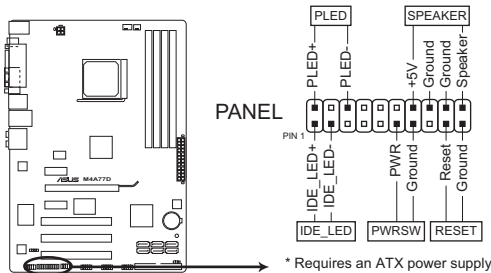 PLED
SPEAKER
PLED+
PLED-
+5V
Ground
Ground
Speaker
PANEL
PIN 1
IDE_LED+
IDE_LED-
PWR
Ground
Reset
Ground
IDE_LED
PWRSW
RESET
ASUS M4A77D
* Requires an ATX power supply